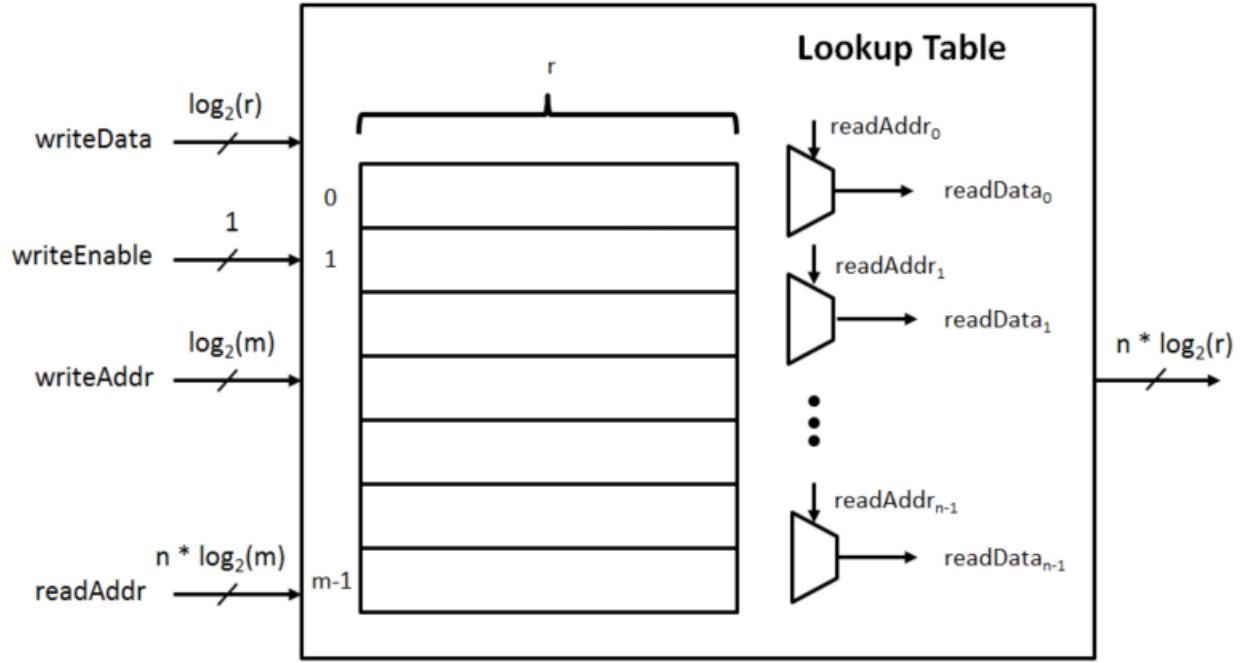 Lookup Table
r
log₂(r)
writeData
readAddr₀
0
readData₀
1
writeEnable
1
readAddr₁
readData₁
log₂(m)
writeAddr
n * log₂(r)
readAddrₙ₋₁
n * log₂(m)
readAddr
m-1
readDataₙ₋₁